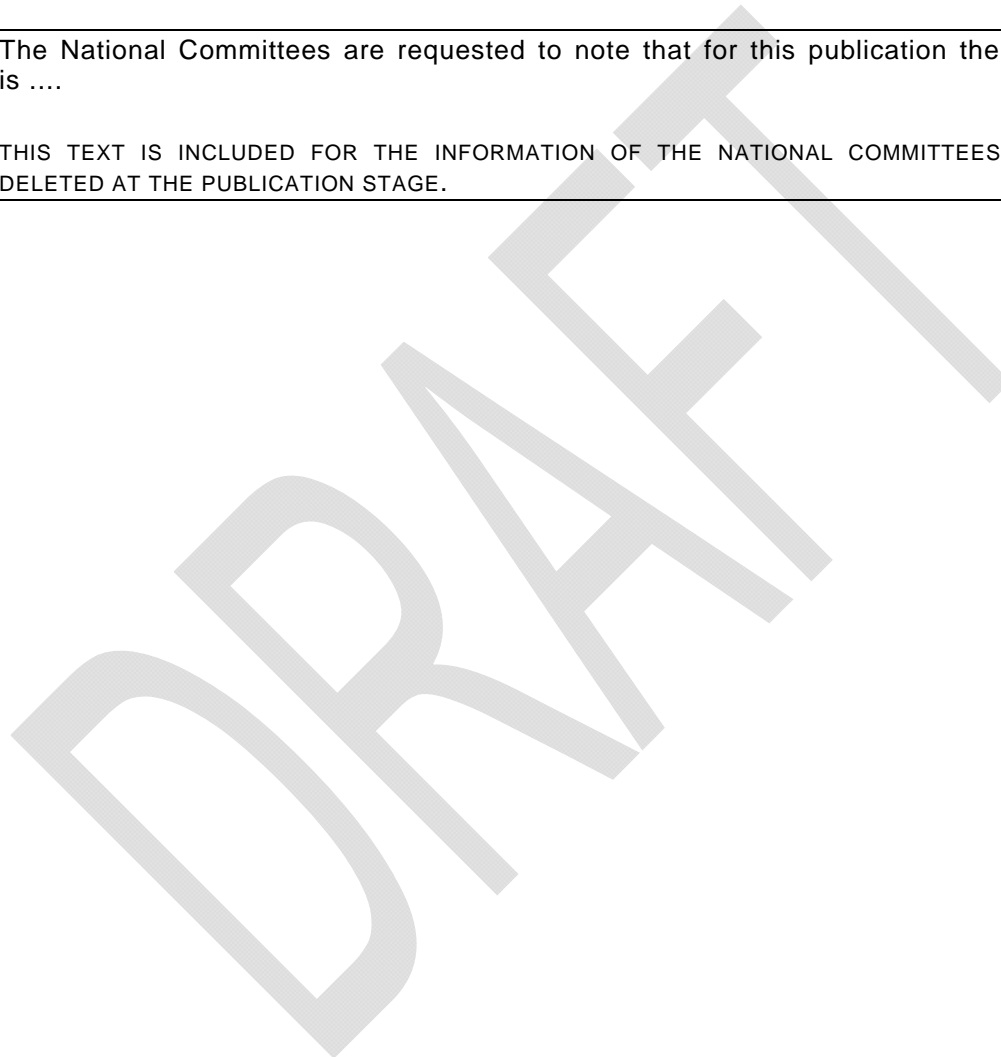 The National Committees are requested to note that for this publication the
is ....
THIS TEXT IS INCLUDED FOR THE INFORMATION OF THE NATIONAL COMMITTEES
DELETED AT THE PUBLICATION STAGE.
DRAFT